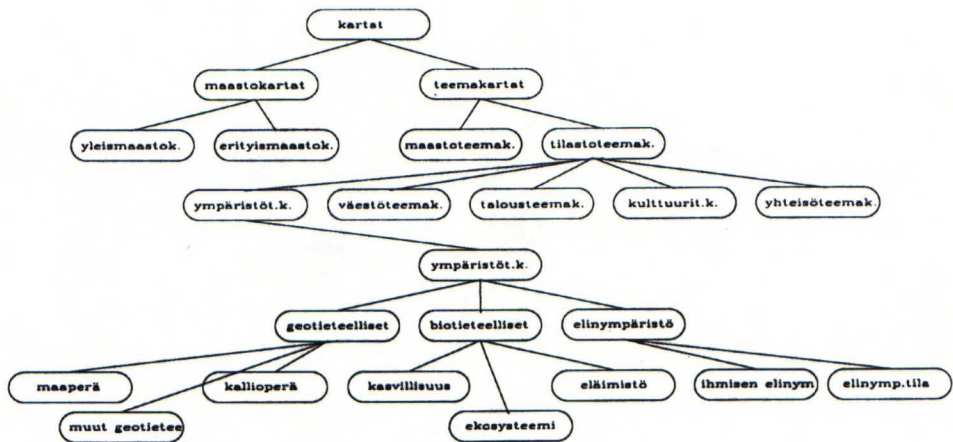 kartat
maastokartat teemakartat
yleismaastok. erityismaastok. maastoteemak. tilastoteemak.
ympäristöt.k. väestöteemak. talousteemak. kulttuurit.k. yhteisöteemak.
ympäristöt.k.
geotieteelliset biotieteelliset elinympäristö
maaperä kallioperä kasvillisuus eläimistö ihmisen elinym elinymp.tila
muut geotietee ekosysteemi